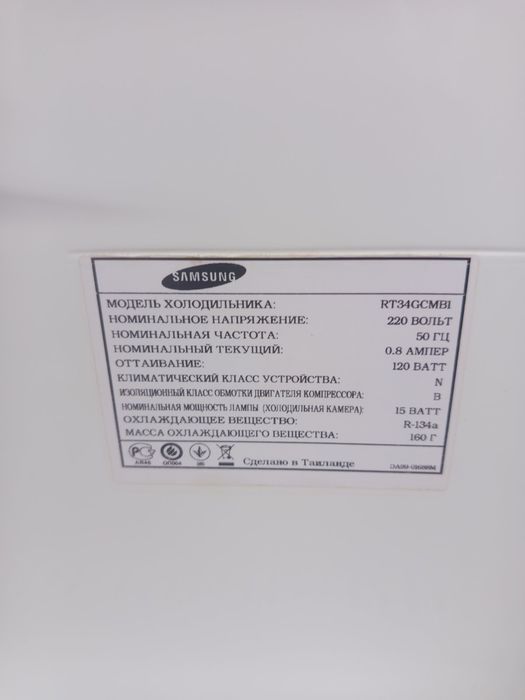 SAMSUNG
МОДЕЛЬ ХОЛОДИЛЬНИКА: RT34GCMB1
НОМИНАЛЬНОЕ НАПРЯЖЕНИЕ: 220 ВОЛЬТ
НОМИНАЛЬНАЯ ЧАСТОТА: 50 ГЦ
НОМИНАЛЬНЫЙ ТЕКУЩИЙ: 0.8 АМПЕР
ОТТАИВАНИЕ: 120 ВАТТ
КЛИМАТИЧЕСКИЙ КЛАСС УСТРОЙСТВА: N
ИЗОЛЯЦИОННЫЙ КЛАСС ОБМОТКИ ДВИГАТЕЛЯ КОМПРЕССОРА: B
НОМИНАЛЬНАЯ МОЩНОСТЬ ЛАМПЫ (ХОЛОДИЛЬНАЯ КАМЕРА): 15 ВАТТ
ОХЛАЖДАЮЩЕЕ ВЕЩЕСТВО: R-134a
МАССА ОХЛАЖДАЮЩЕГО ВЕЩЕСТВА: 160 Г
Сделано в Таиланде